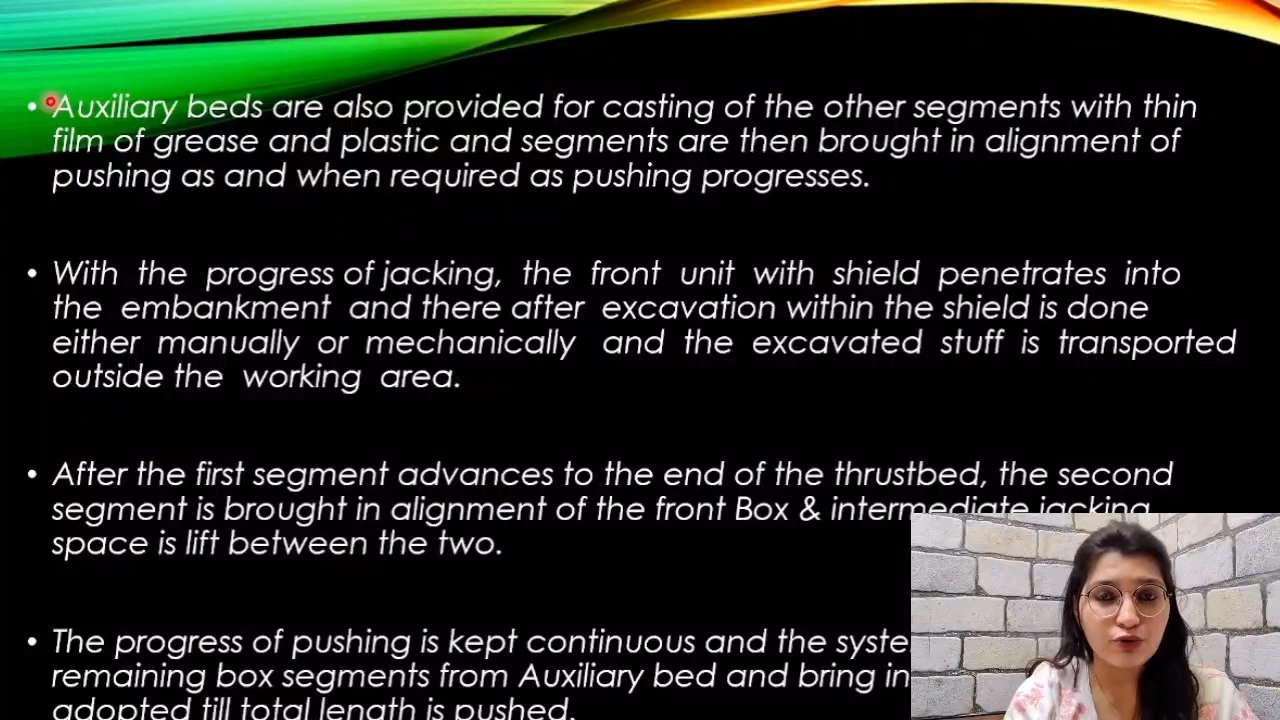 • Auxiliary beds are also provided for casting of the other segments with thin
film of grease and plastic and segments are then brought in alignment of
pushing as and when required as pushing progresses.
• With the progress of jacking, the front unit with shield penetrates into
the embankment and there after excavation within the shield is done
either manually or mechanically and the excavated stuff is transported
outside the working area.
• After the first segment advances to the end of the thrustbed, the second
segment is brought in alignment of the front Box & intermediate jacking
space is lift between the two.
• The progress of pushing is kept continuous and the
remaining box segments from Auxiliary bed and bring in
adopted till total length is pushed.